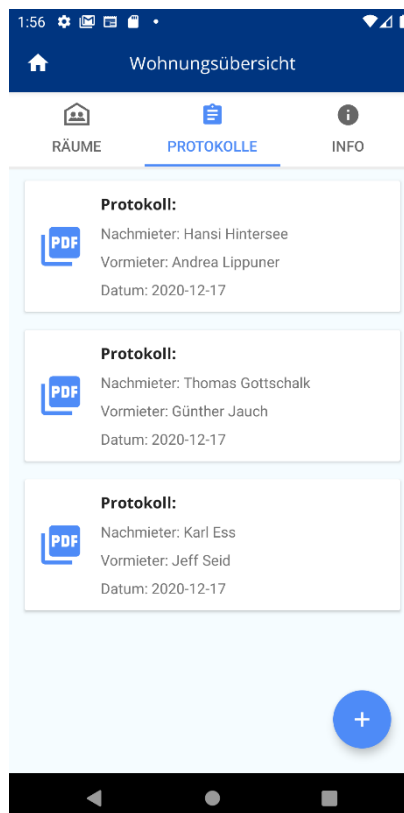 1:56
Wohnungsübersicht
RÄUME PROTOKOLLE INFO
Protokoll:
PDF
Nachmieter: Hansi Hintersee
Vormieter: Andrea Lippuner
Datum: 2020-12-17
Protokoll:
PDF
Nachmieter: Thomas Gottschalk
Vormieter: Günther Jauch
Datum: 2020-12-17
Protokoll:
PDF
Nachmieter: Karl Ess
Vormieter: Jeff Seid
Datum: 2020-12-17
+